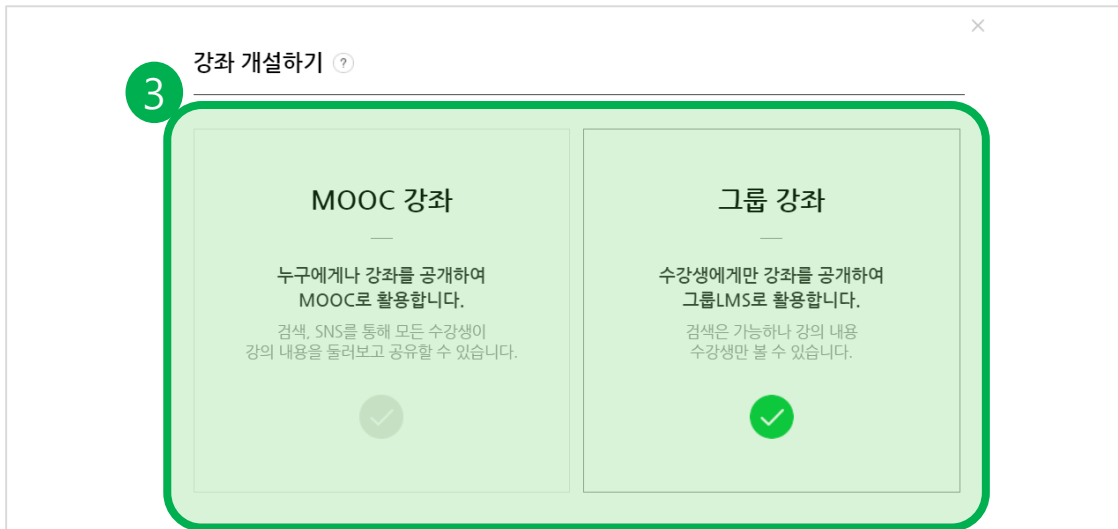 강좌 개설하기 ?
3
MOOC 강좌
누구에게나 강좌를 공개하여
MOOC로 활용합니다.
검색, SNS를 통해 모든 수강생이
강의 내용을 둘러보고 공유할 수 있습니다.
그룹 강좌
수강생에게만 강좌를 공개하여
그룹LMS로 활용합니다.
검색은 가능하나 강의 내용
수강생만 볼 수 있습니다.